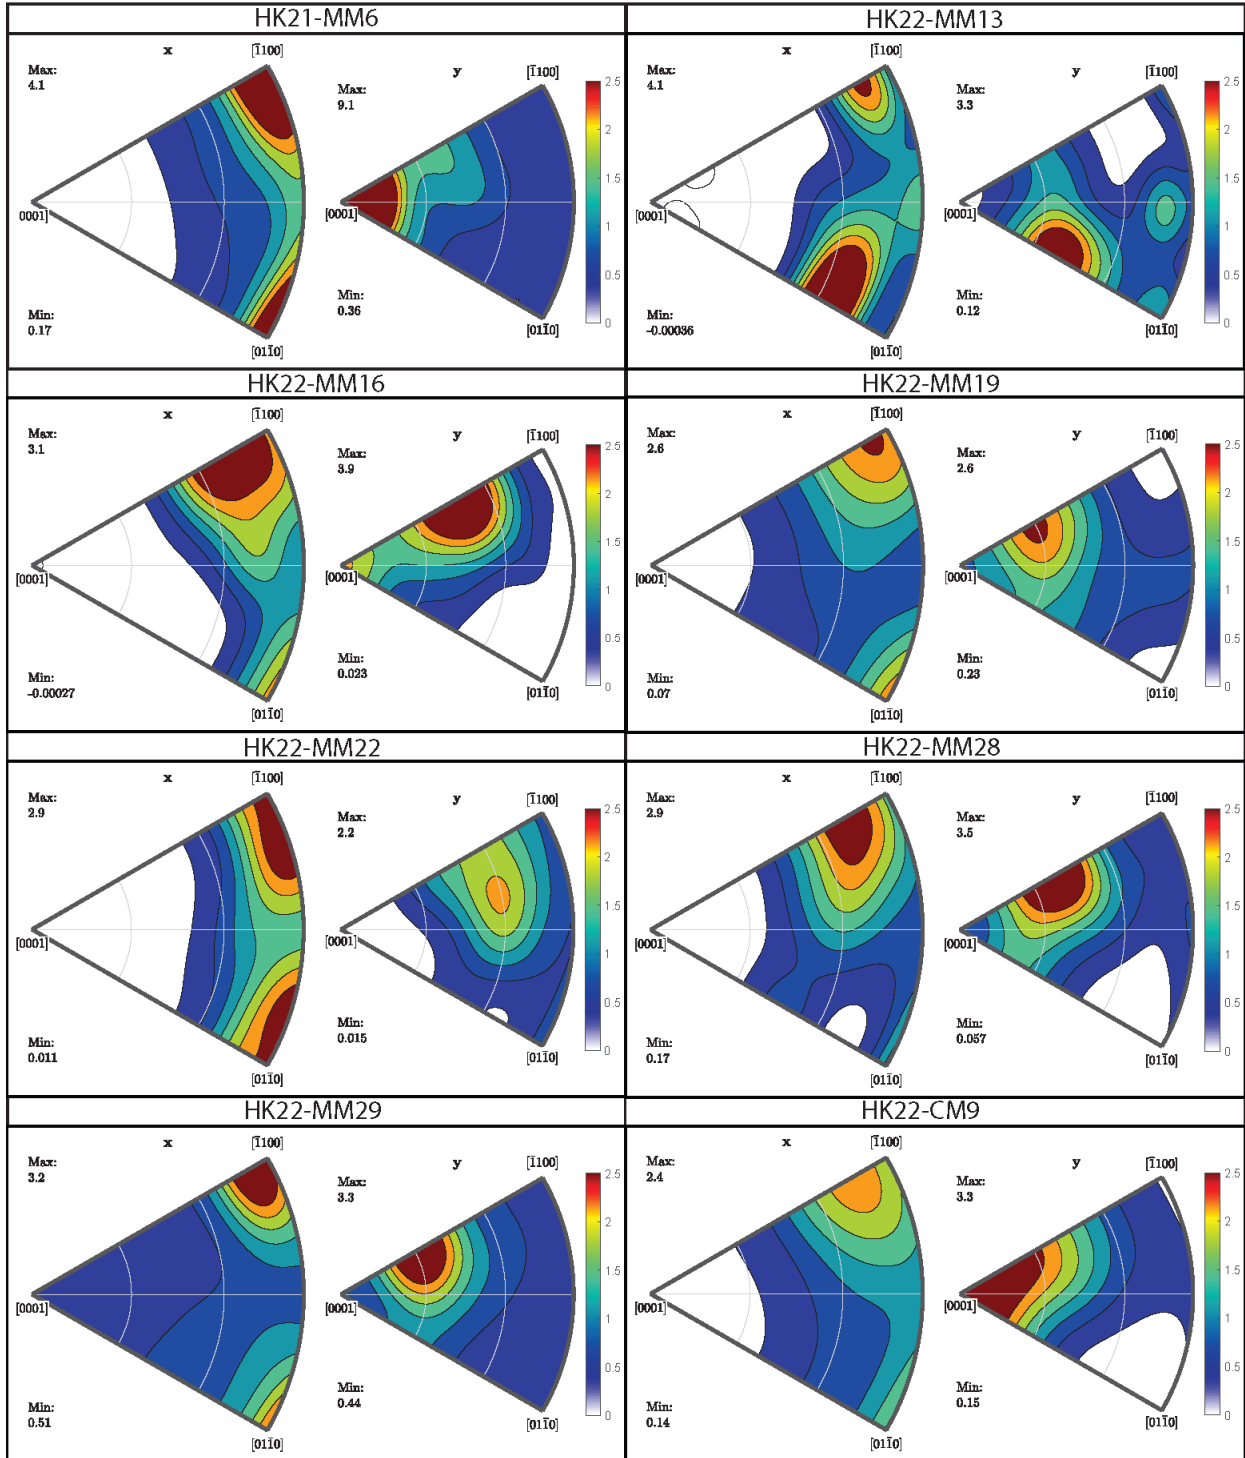 HK21-MM6
x
[1̄100]
Max:
4.1
0001]
Min:
0.17
[011̄0]
y
[1̄100]
Max:
9.1
[0001]
Min:
0.36
[011̄0]
2.5
2
1.5
1
0.5
0
HK22-MM13
x
[1̄100]
Max:
4.1
[0001]
Min:
-0.00036
[011̄0]
y
[1̄100]
Max:
3.3
[0001]
Min:
0.12
[011̄0]
2.5
2
1.5
1
0.5
0
HK22-MM16
x
[1̄100]
Max:
3.1
[0001]
Min:
-0.00027
[011̄0]
y
[1̄100]
Max:
3.9
[0001]
Min:
0.023
[011̄0]
2.5
2
1.5
1
0.5
0
HK22-MM19
x
[1̄100]
Max:
2.6
[0001]
Min:
0.07
[011̄0]
y
[1̄100]
Max:
2.6
[0001]
Min:
0.23
[011̄0]
2.5
2
1.5
1
0.5
0
HK22-MM22
x
[1̄100]
Max:
2.9
[0001]
Min:
0.011
[011̄0]
y
[1̄100]
Max:
2.2
[0001]
Min:
0.015
[011̄0]
2.5
2
1.5
1
0.5
0
HK22-MM28
x
[1̄100]
Max:
2.9
[0001]
Min:
0.17
[011̄0]
y
[1̄100]
Max:
3.5
[0001]
Min:
0.057
[011̄0]
2.5
2
1.5
1
0.5
0
HK22-MM29
x
[1̄100]
Max:
3.2
[0001]
Min:
0.51
[011̄0]
y
[1̄100]
Max:
3.3
[0001]
Min:
0.44
[011̄0]
2.5
2
1.5
1
0.5
0
HK22-CM9
x
[1̄100]
Max:
2.4
[0001]
Min:
0.14
[011̄0]
y
[1̄100]
Max:
3.3
[0001]
Min:
0.15
[011̄0]
2.5
2
1.5
1
0.5
0